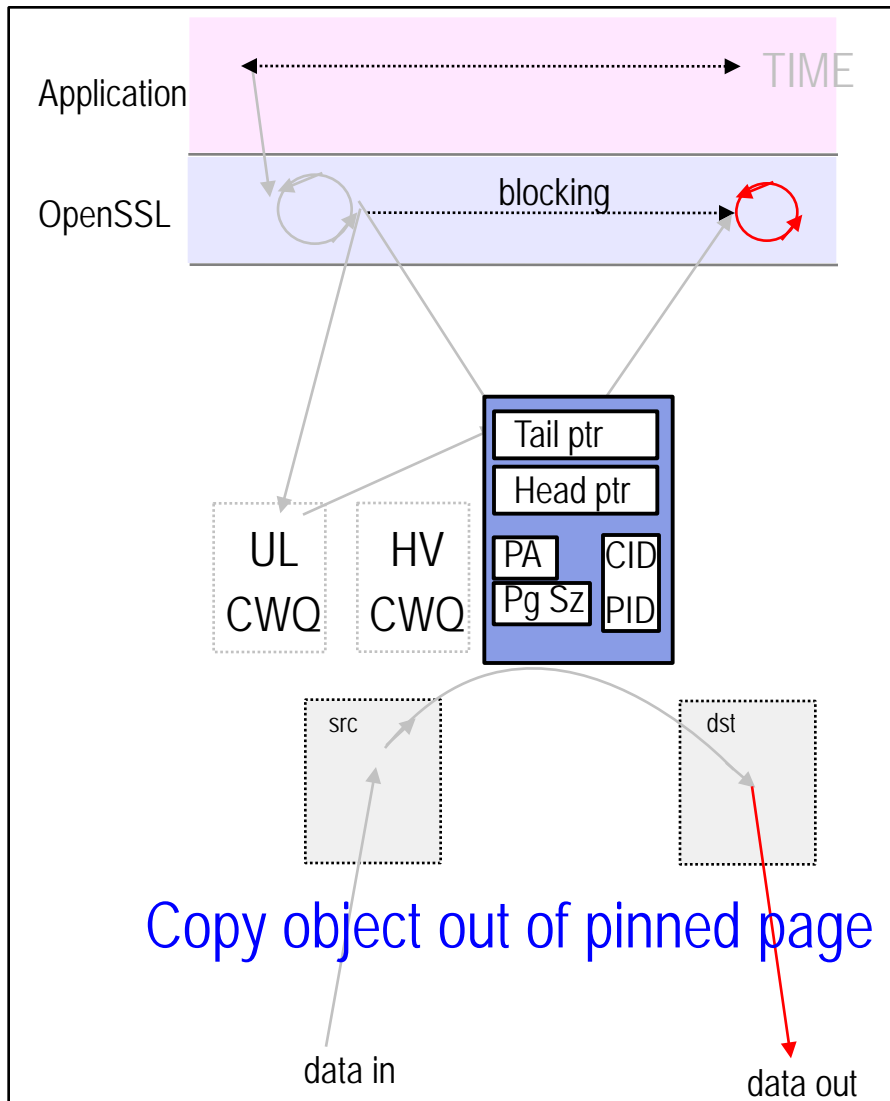 TIME
Application
blocking
OpenSSL
Tail ptr
Head ptr
UL
CWQ
HV
CWQ
PA
Pg Sz
CID
PID
src
dst
Copy object out of pinned page
data in
data out